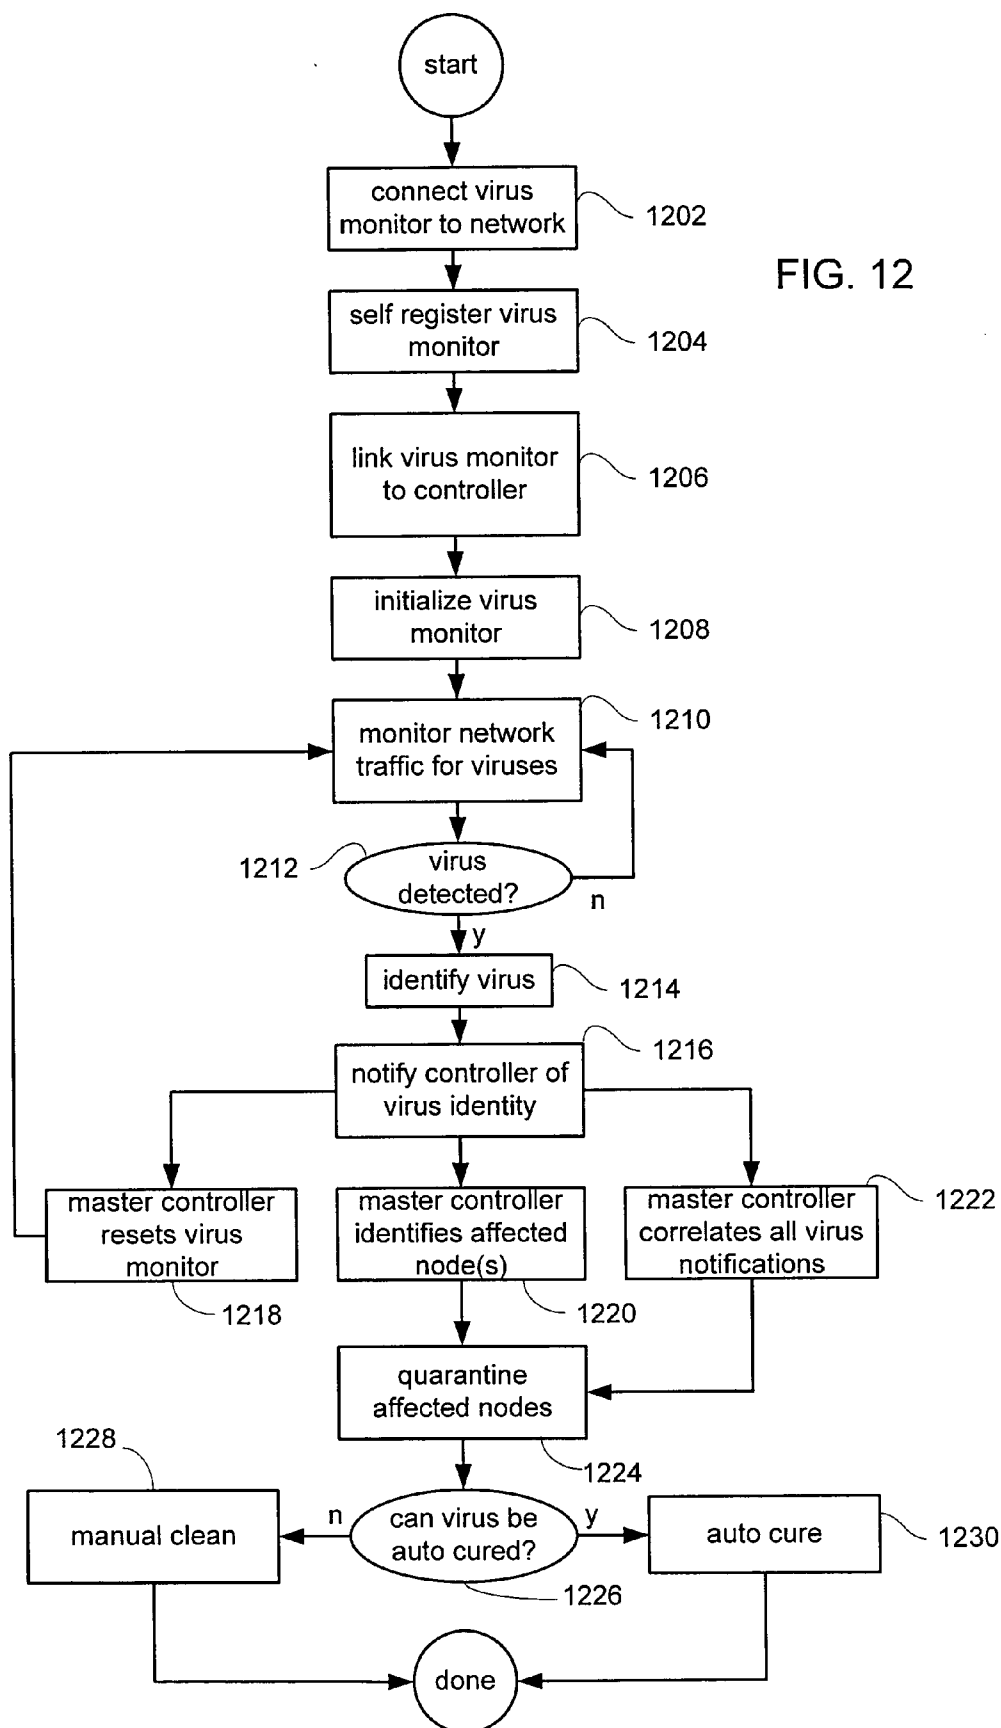 start
connect virus
monitor to network
1202
FIG. 12
self register virus
monitor
1204
link virus monitor
to controller
1206
initialize virus
monitor
1208
monitor network
traffic for viruses
1210
virus
detected?
1212
n
y
identify virus
1214
notify controller of
virus identity
1216
master controller
resets virus
monitor
1218
master controller
identifies affected
node(s)
1220
master controller
correlates all virus
notifications
1222
quarantine
affected nodes
1224
can virus be
auto cured?
1226
n
y
manual clean
1228
auto cure
1230
done